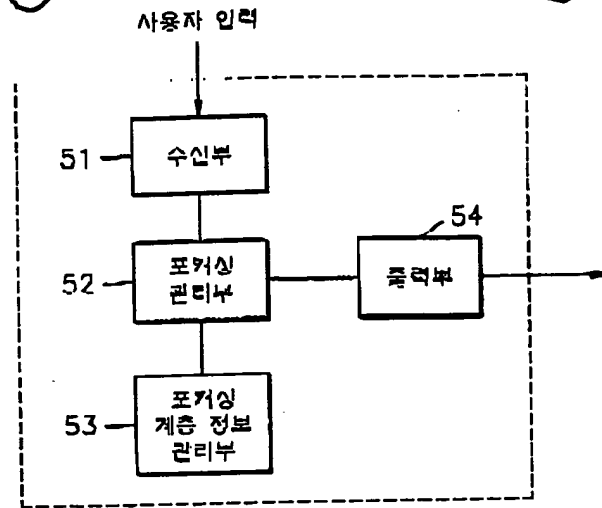 사용자 입력
51
수신부
54
52
포커싱
관리부
출력부
53
포커싱
계층 정보
관리부